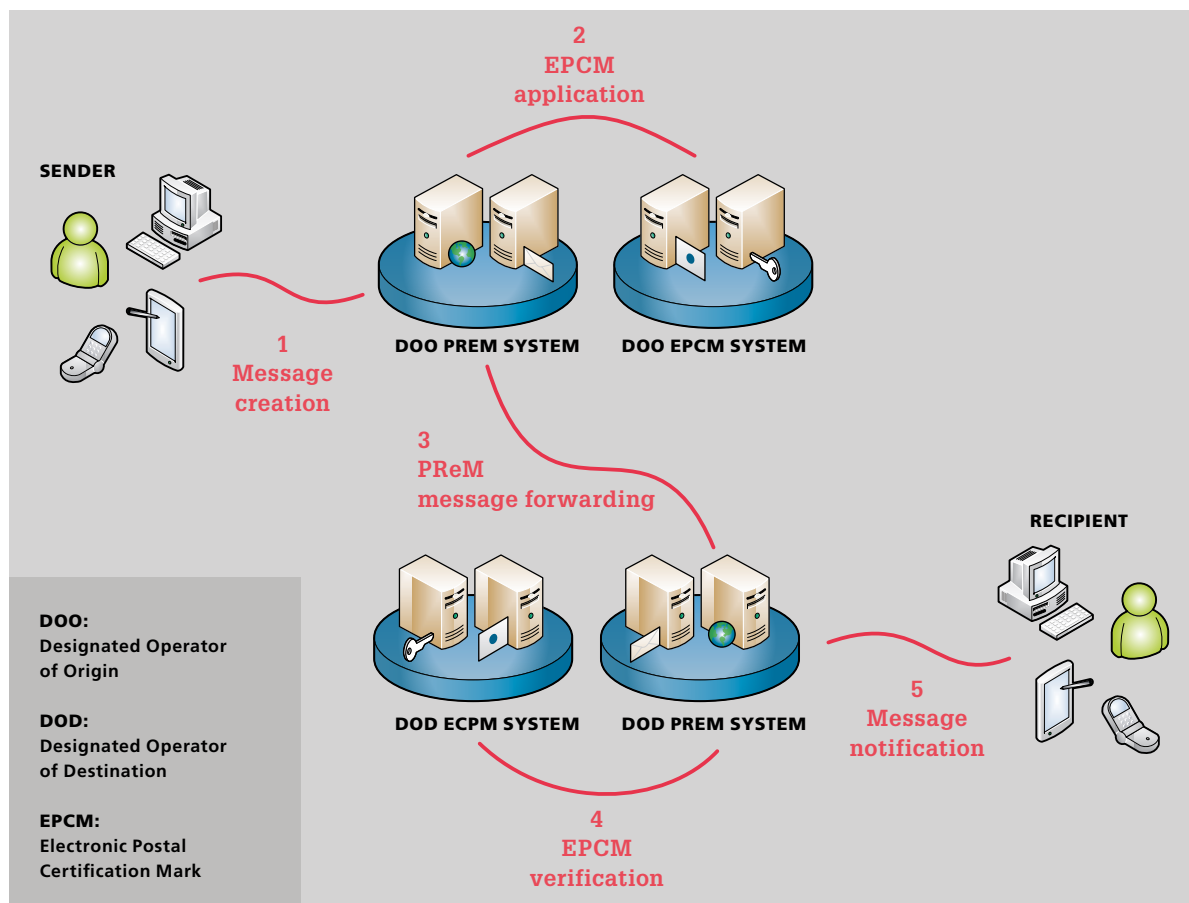 2
EPCM
application
SENDER
DOO PREM SYSTEM
DOO EPCM SYSTEM
1
Message
creation
3
PReM
message forwarding
RECIPIENT
DOD ECPM SYSTEM
DOD PREM SYSTEM
5
Message
notification
4
EPCM
verification
DOO:
Designated Operator
of Origin
DOD:
Designated Operator
of Destination
EPCM:
Electronic Postal
Certification Mark